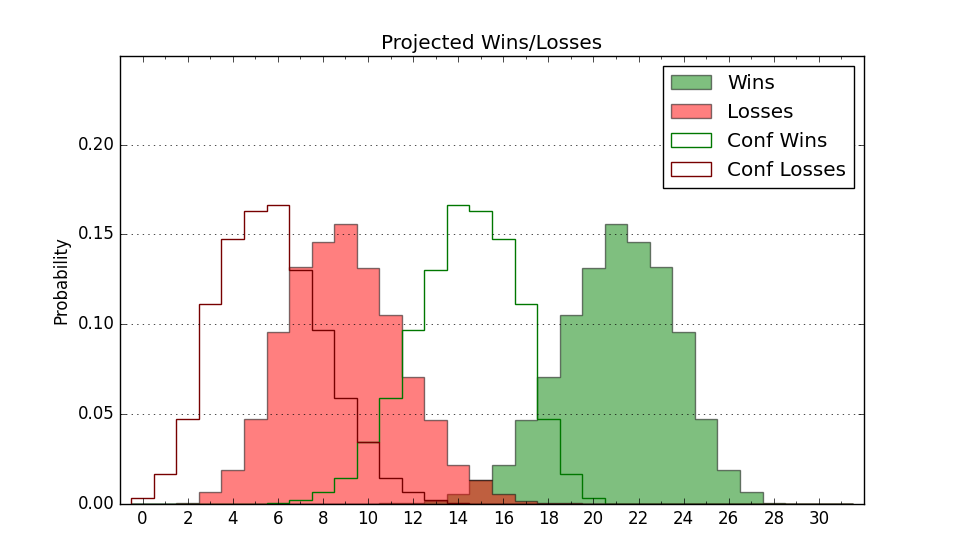 Projected Wins/Losses
Wins
Losses
Conf Wins
Conf Losses
Probability
0.20
0.15
0.10
0.05
0.00
0 2 4 6 8 10 12 14 16 18 20 22 24 26 28 30